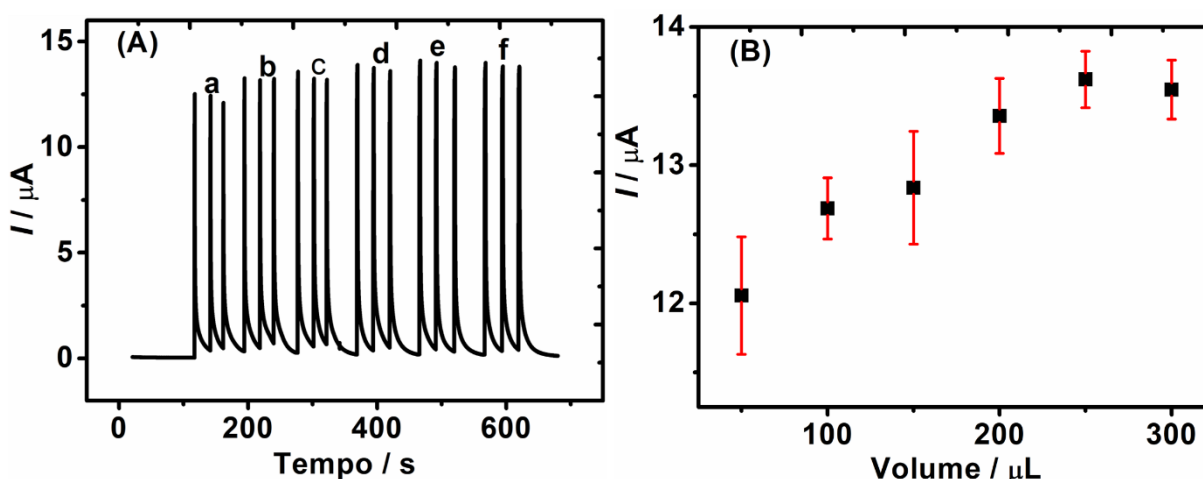 (A)
15
10
5
0
I / μA
a
b
c
d
e
f
0
200
400
600
Tempo / s
(B)
14
13
12
I / μA
100
200
300
Volume / μL